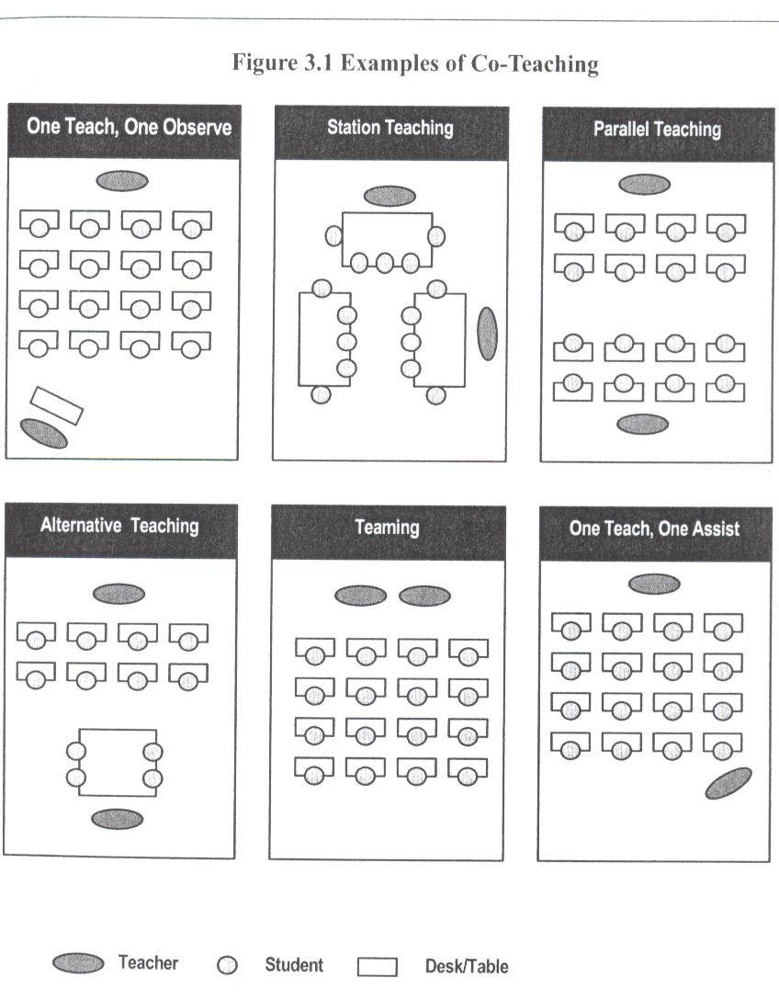 Figure 3.1 Examples of Co-Teaching
One Teach, One Observe
Station Teaching
Parallel Teaching
Alternative Teaching
Teaming
One Teach, One Assist
Teacher
Student
Desk/Table